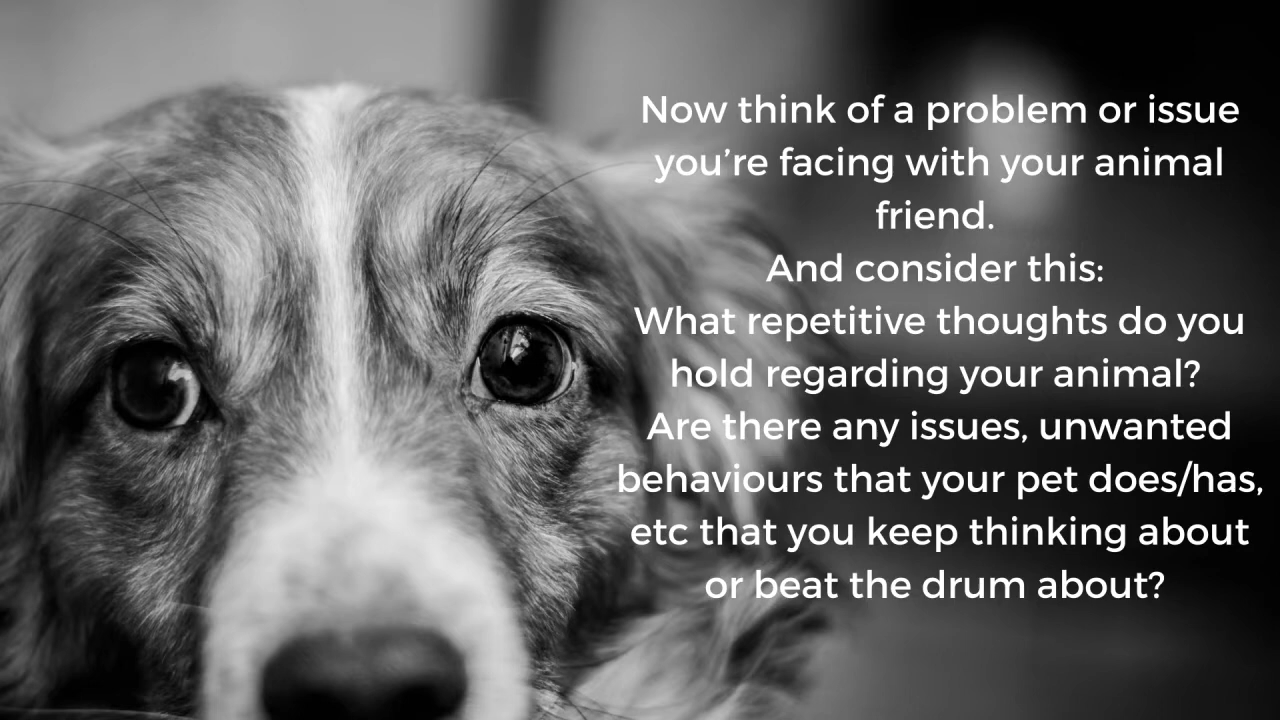 Now think of a problem or issue
you’re facing with your animal
friend.
And consider this:
What repetitive thoughts do you
hold regarding your animal?
Are there any issues, unwanted
behaviours that your pet does/has,
etc that you keep thinking about
or beat the drum about?